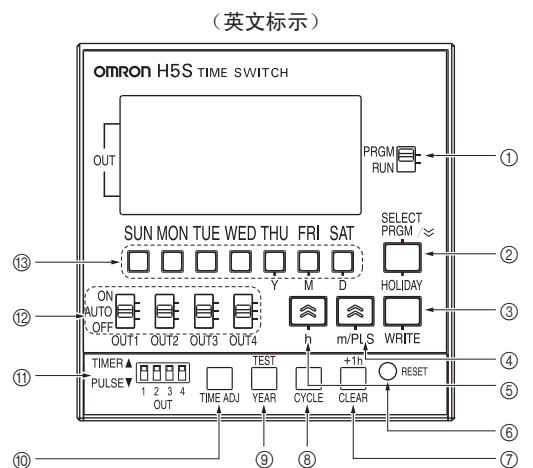 （英文标示）
OMRON H5S TIME SWITCH
OUT
PRGM
RUN
①
SELECT
PRGM /≫
②
HOLIDAY
SUN MON TUE WED THU FRI SAT
⑬
Y M D
ON
AUTO
OFF
⑫
OUT1 OUT2 OUT3 OUT4
h m/PLS WRITE
③
④
⑤
TIMER▲
PULSE▼
⑪
1 2 3 4
OUT
TIME ADJ
TEST
YEAR
CYCLE
+1h
CLEAR
RESET
⑥
⑩ ⑨ ⑧ ⑦